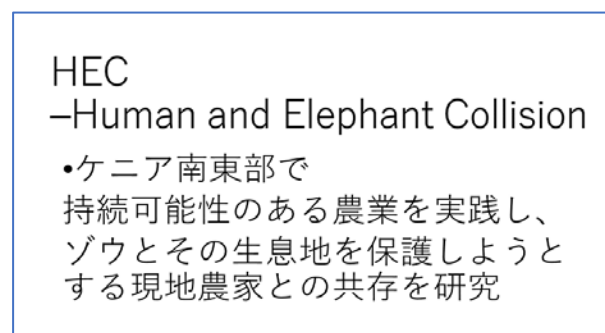 HEC
–Human and Elephant Collision
•ケニア南東部で
持続可能性のある農業を実践し、
ゾウとその生息地を保護しようと
する現地農家との共存を研究